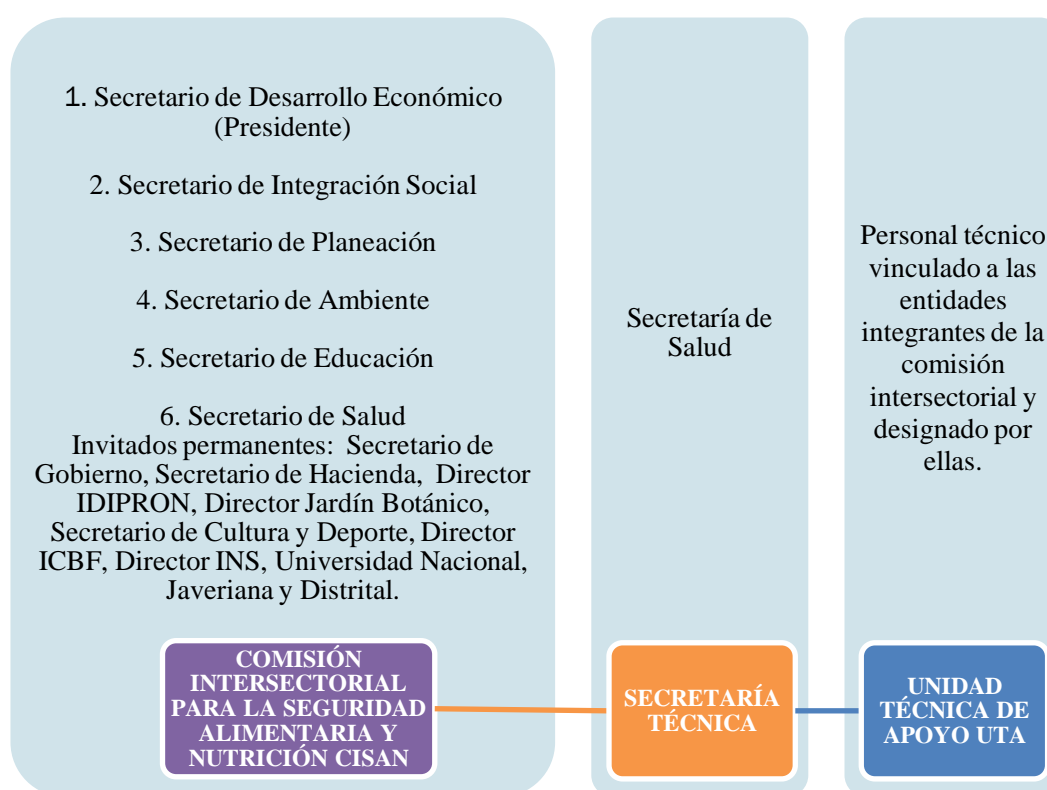 1. Secretario de Desarrollo Económico
(Presidente)
2. Secretario de Integración Social
3. Secretario de Planeación
4. Secretario de Ambiente
5. Secretario de Educación
6. Secretario de Salud
Invitados permanentes: Secretario de
Gobierno, Secretario de Hacienda, Director
IDIPRON, Director Jardín Botánico,
Secretario de Cultura y Deporte, Director
ICBF, Director INS, Universidad Nacional,
Javeriana y Distrital.
COMISIÓN
INTERSECTORIAL
PARA LA SEGURIDAD
ALIMENTARIA Y
NUTRICIÓN CISAN
Secretaría de
Salud
SECRETARÍA
TÉCNICA
Personal técnico
vinculado a las
entidades
integrantes de la
comisión
intersectorial y
designado por
ellas.
UNIDAD
TÉCNICA DE
APOYO UTA